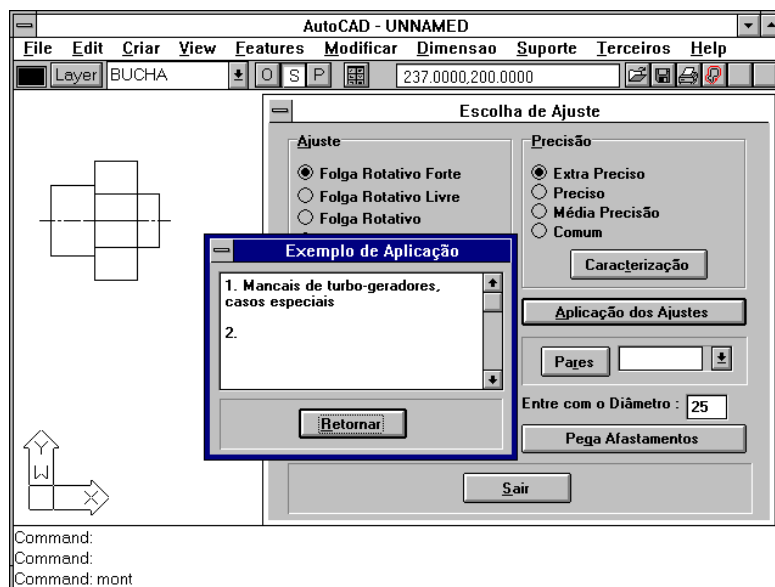 AutoCAD - UNNAMED
File Edit Criar View Features Modificar Dimensao Suporte Terceiros Help
Layer BUCHA O S P 237.0000,200.0000
Escolha de Ajuste
Ajuste
Folga Rotativo Forte
Folga Rotativo Livre
Folga Rotativo
Precisão
Extra Preciso
Preciso
Média Precisão
Comum
Caracterização
Exemplo de Aplicação
1. Mancais de turbo-geradores,
casos especiais
2.
Retornar
Aplicação dos Ajustes
Pares
Entre com o Diâmetro : 25
Pega Afastamentos
Sair
Y
W
X
Command:
Command:
Command: mont